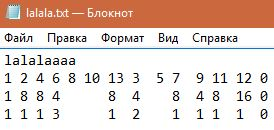 lalala.txt — Блокнот
Файл Правка Формат Вид Справка
lalalaaaa
1 2 4 6 8 10 13 3 5 7 9 11 12 0
1 8 8 4 8 4 8 4 8 16 0
1 1 1 3 1 2 1 1 1 1 0